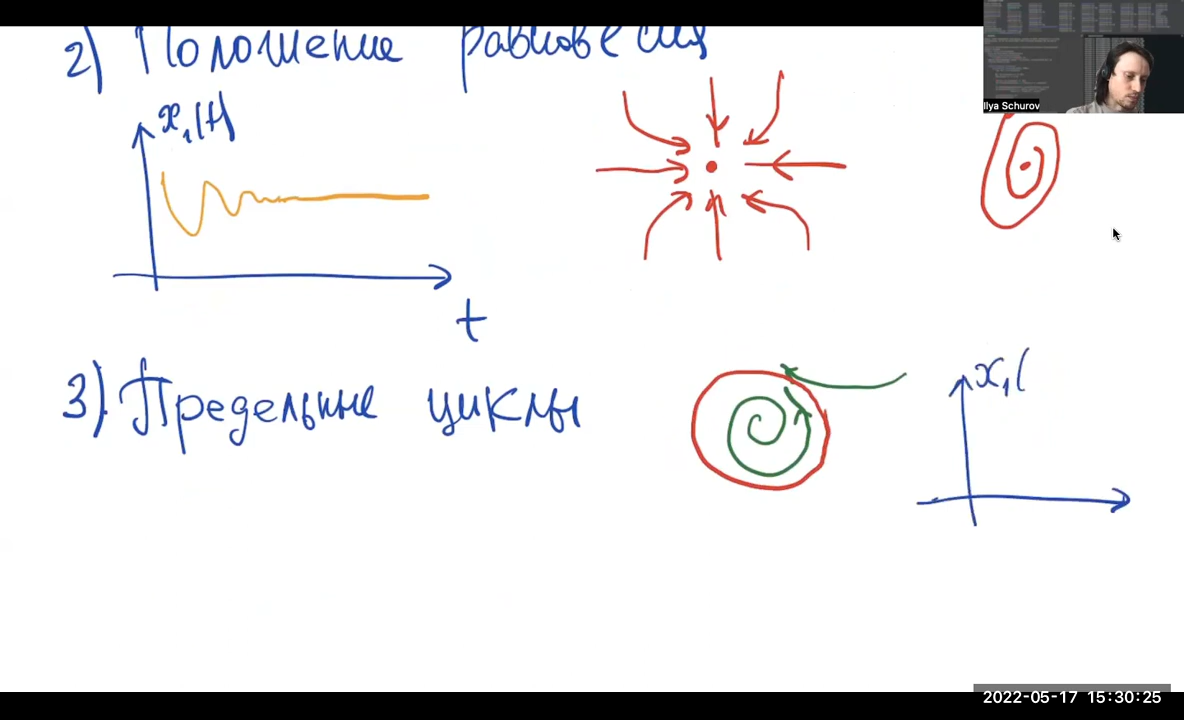 2) Положение равновесия
Ilya Schurov
x₁(t)
t
3). Предельные циклы
x₁(
2022-05-17 15:30:25